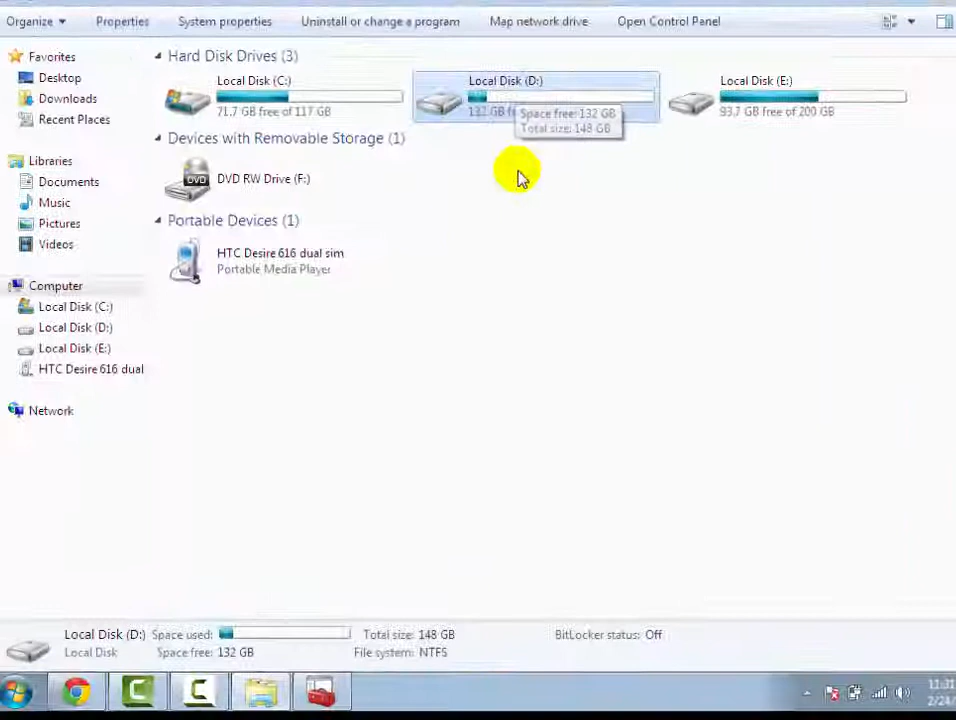 Organize Properties System properties Uninstall or change a program Map network drive Open Control Panel
Favorites
Desktop
Downloads
Recent Places
Libraries
Documents
Music
Pictures
Videos
Computer
Local Disk (C:)
Local Disk (D:)
Local Disk (E:)
HTC Desire 616 dual
Network
Hard Disk Drives (3)
Local Disk (C:)
71.7 GB free of 117 GB
Local Disk (D:)
132 GB
Space free: 132 GB
Total size: 148 GB
Local Disk (E:)
93.7 GB free of 200 GB
Devices with Removable Storage (1)
DVD
DVD RW Drive (F:)
Portable Devices (1)
HTC Desire 616 dual sim
Portable Media Player
Local Disk (D:) Space used: Total size: 148 GB BitLocker status: Off
Local Disk Space free: 132 GB File system: NTFS